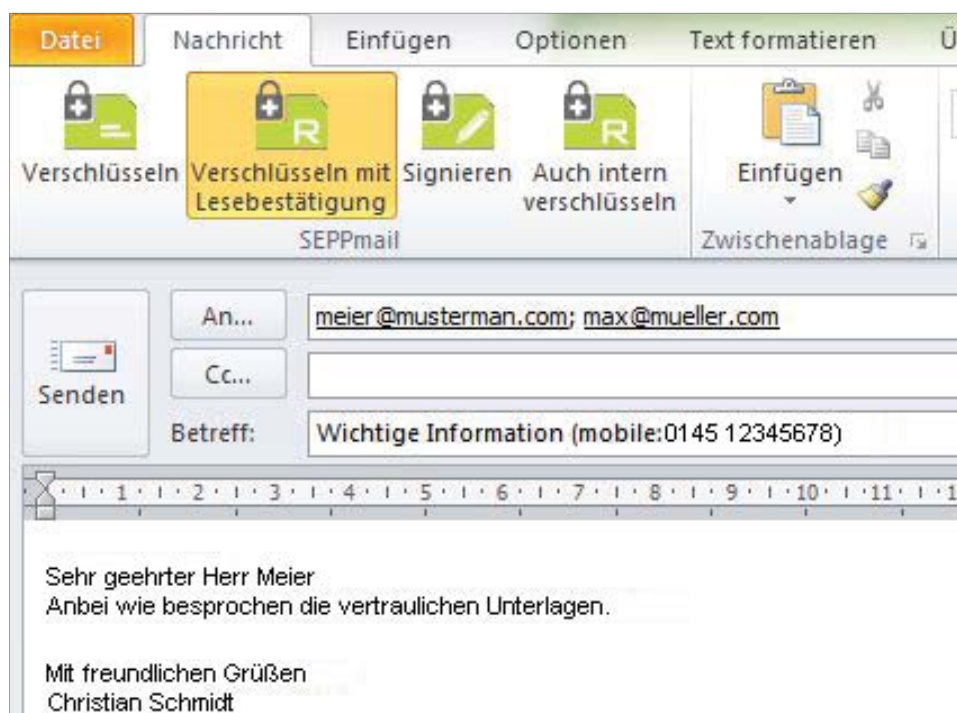 Datei Nachricht Einfügen Optionen Text formatieren Ü
R R
Verschlüsseln Verschlüsseln mit Signieren Auch intern Einfügen
Lesebestätigung verschlüsseln
SEPPmail Zwischenablage
An... meier@musterman.com; max@mueller.com
Cc...
Senden
Betreff: Wichtige Information (mobile:0145 12345678)
1 2 3 4 5 6 7 8 9 10 11 1
Sehr geehrter Herr Meier
Anbei wie besprochen die vertraulichen Unterlagen.
Mit freundlichen Grüßen
Christian Schmidt